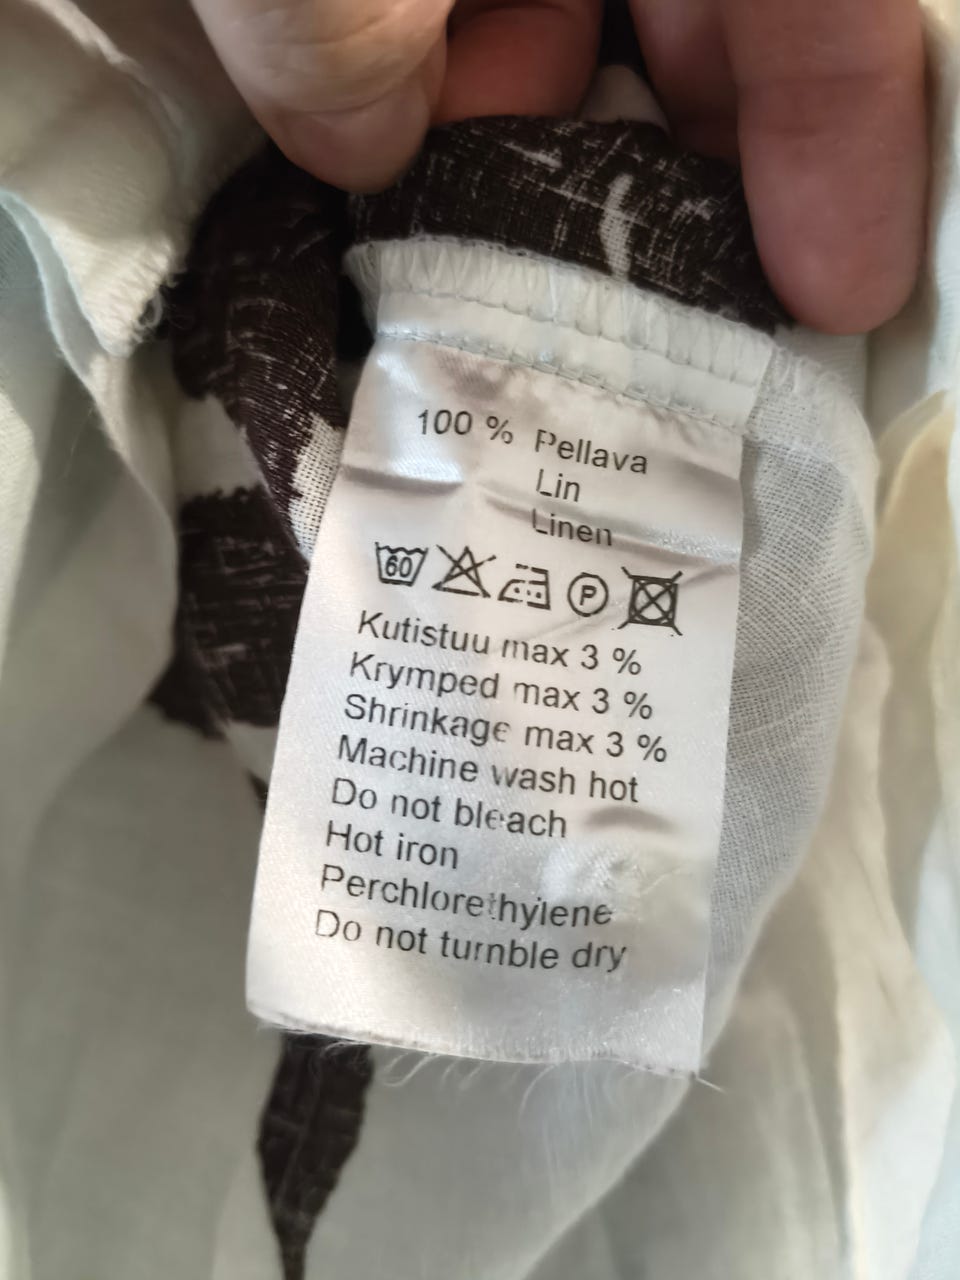 100 % Pellava
Lin
Linen
60 P
Kutistuu max 3 %
Krymped max 3 %
Shrinkage max 3 %
Machine wash hot
Do not bleach
Hot iron
Perchlorethylene
Do not tumble dry